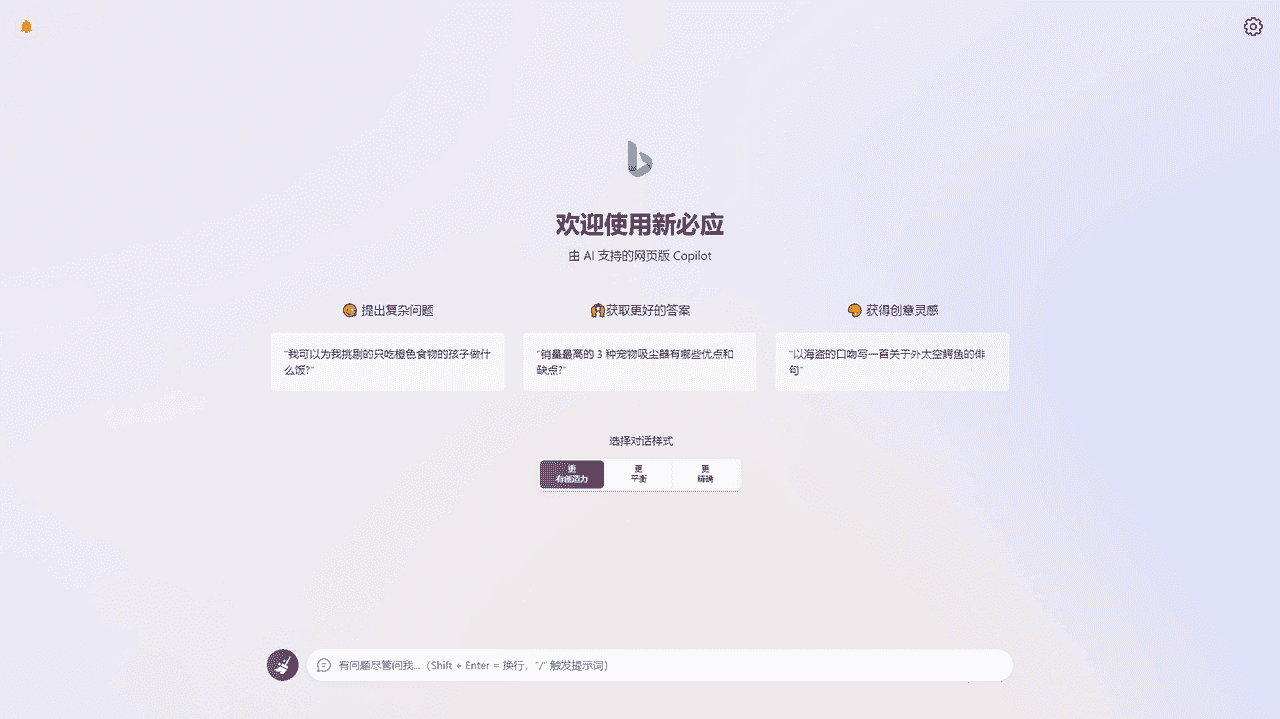 欢迎使用新必应
由 AI 支持的网页版 Copilot
提出复杂问题
"我可以为我挑剔的只吃橙色食物的孩子做什
么饭?"
获取更好的答案
"销量最高的 3 种宠物吸尘器有哪些优点和
缺点?"
获得创意灵感
"以海盗的口吻写一首关于外太空鳄鱼的俳
句"
选择对话样式
更
有创造力
更
平衡
更
精确
有问题尽管问我...（Shift + Enter = 换行，"/" 触发提示词）